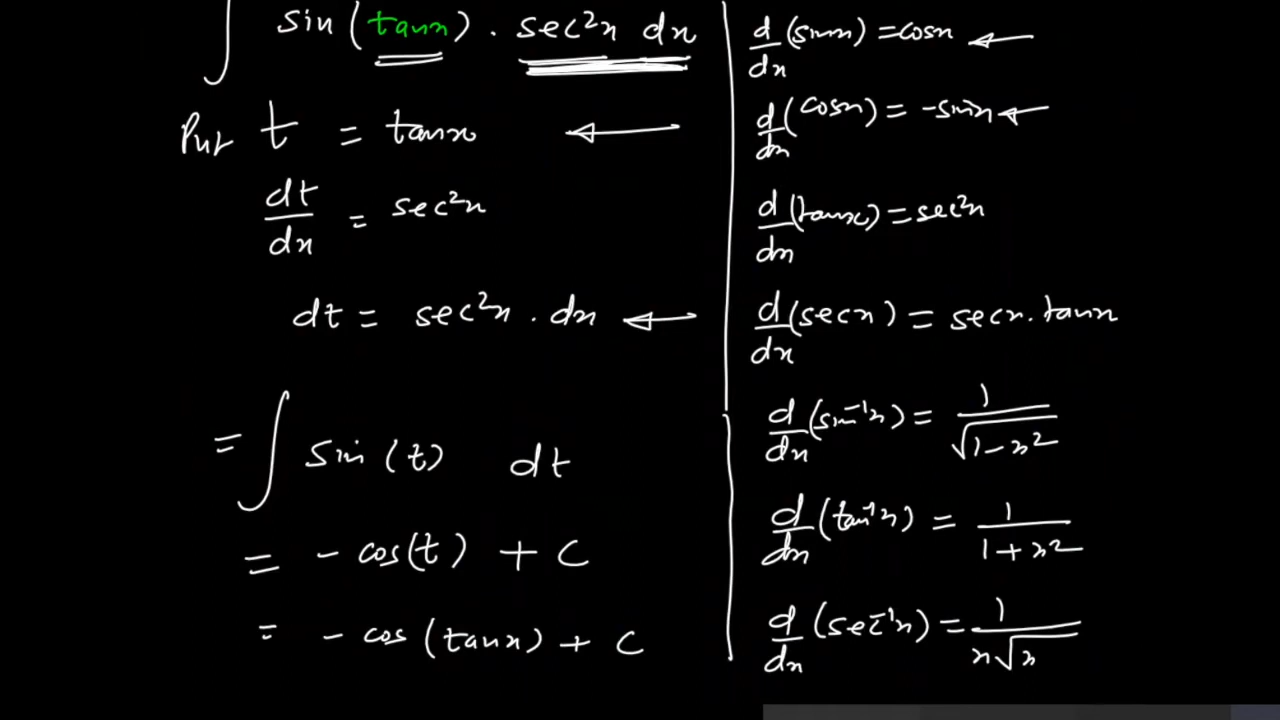 ∫ sin(tanx) . sec²x dx
Put t = tanx
dt/dx = sec²x
dt = sec²x . dx
= ∫ sin(t) dt
= - cos(t) + C
= - cos(tanx) + C
d/dx (sinx) = cosx
d/dx (cosx) = -sinx
d/dx (tanx) = sec²x
d/dx (secx) = secx.tanx
d/dx (sin⁻¹x) = 1/√1-x²
d/dx (tan⁻¹x) = 1/1+x²
d/dx (sec⁻¹x) = 1/x√x